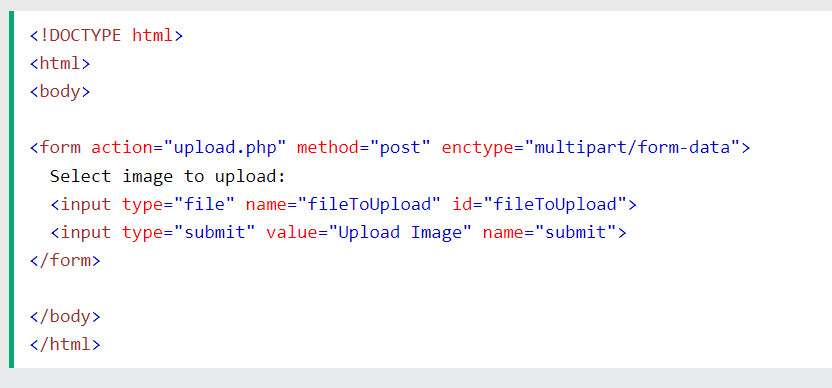 <!DOCTYPE html>
<html>
<body>
<form action="upload.php" method="post" enctype="multipart/form-data">
Select image to upload:
<input type="file" name="fileToUpload" id="fileToUpload">
<input type="submit" value="Upload Image" name="submit">
</form>
</body>
</html>